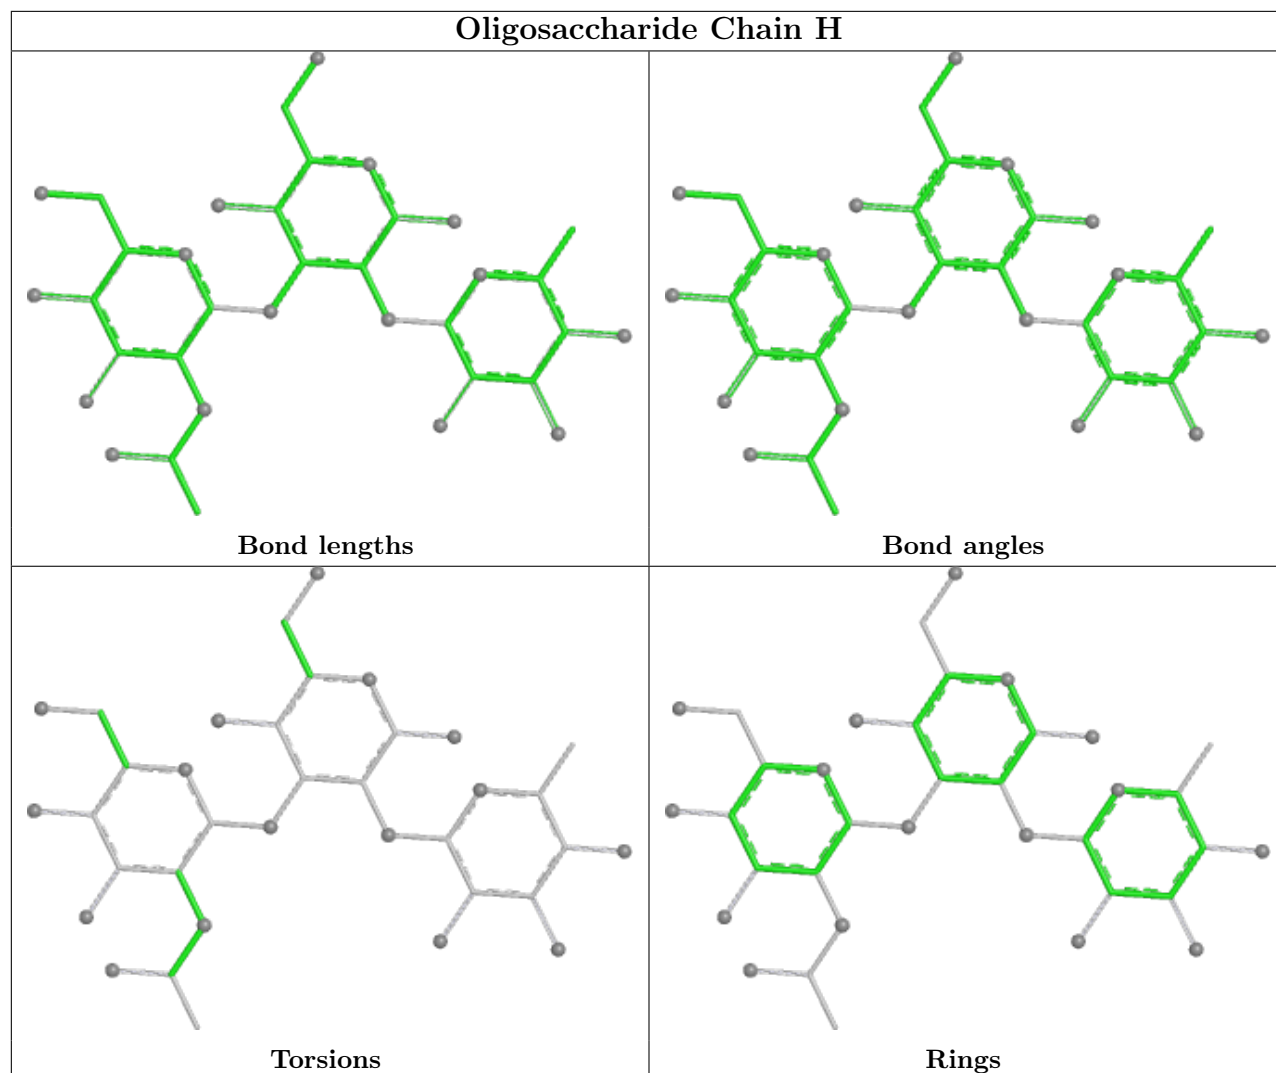 Oligosaccharide Chain H
Bond lengths
Bond angles
Torsions
Rings